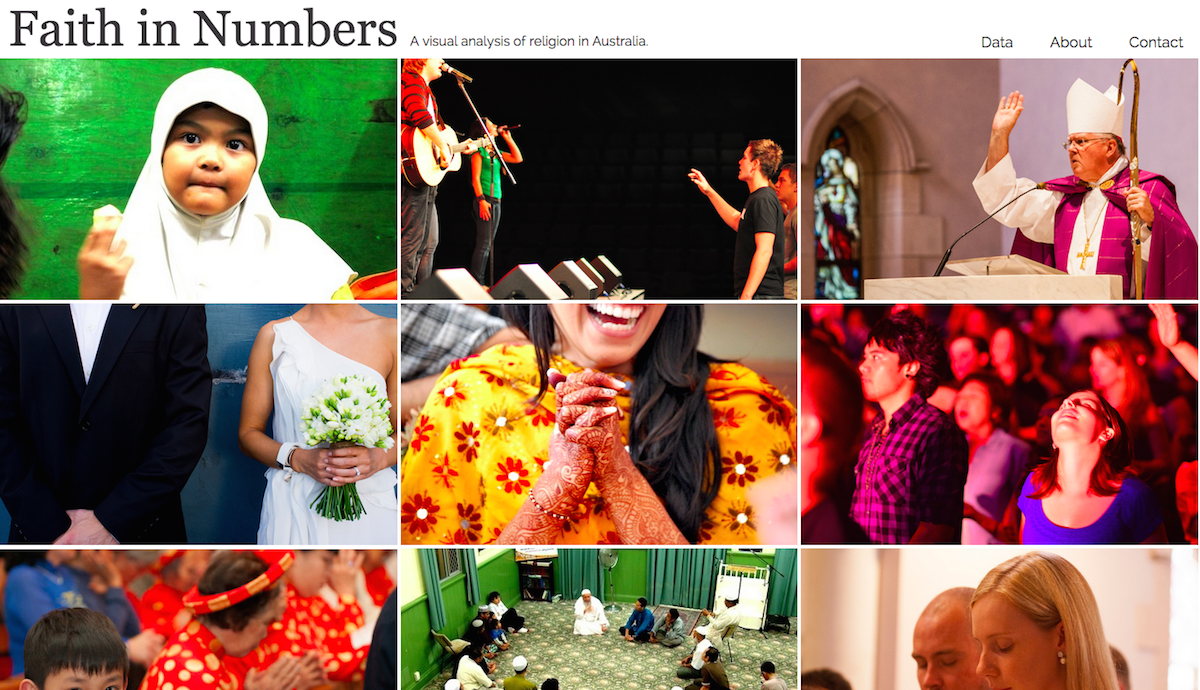 Faith in Numbers
A visual analysis of religion in Australia.
Data
About
Contact